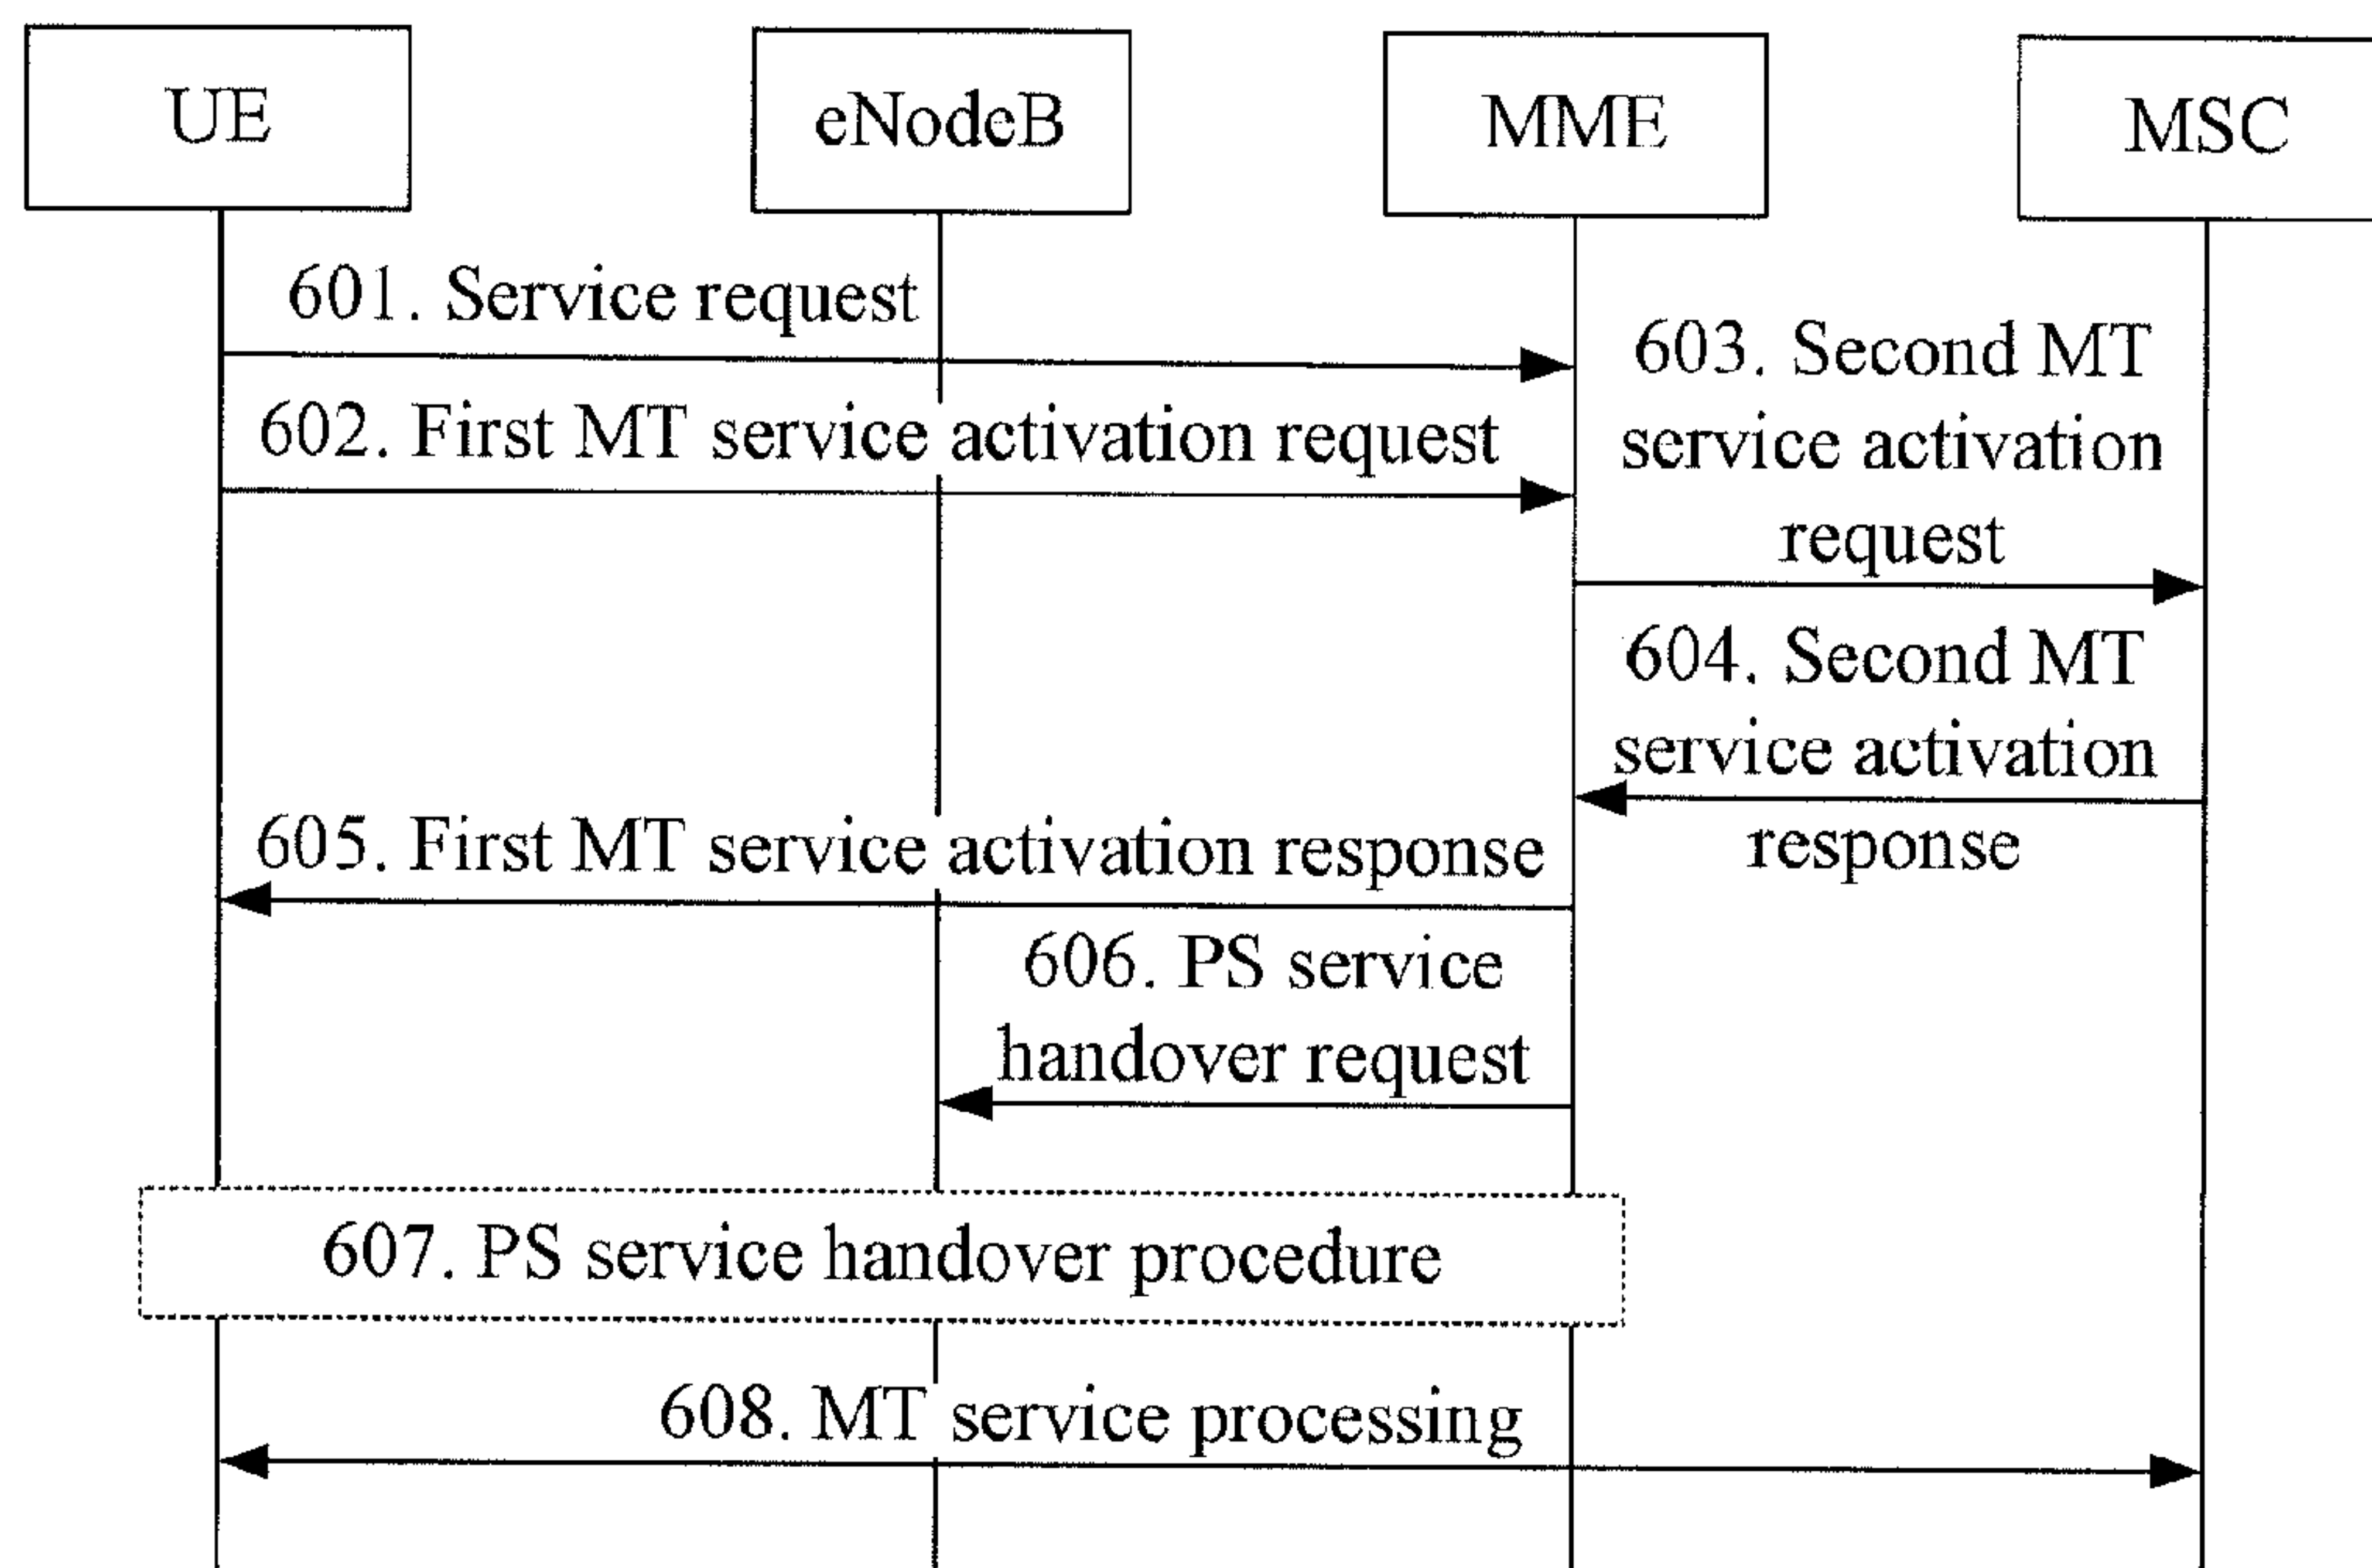 UE
eNodeB
MME
MSC
601. Service request
602. First MT service activation request
603. Second MT
service activation
request
604. Second MT
service activation
response
605. First MT service activation response
606. PS service
handover request
607. PS service handover procedure
608. MT service processing